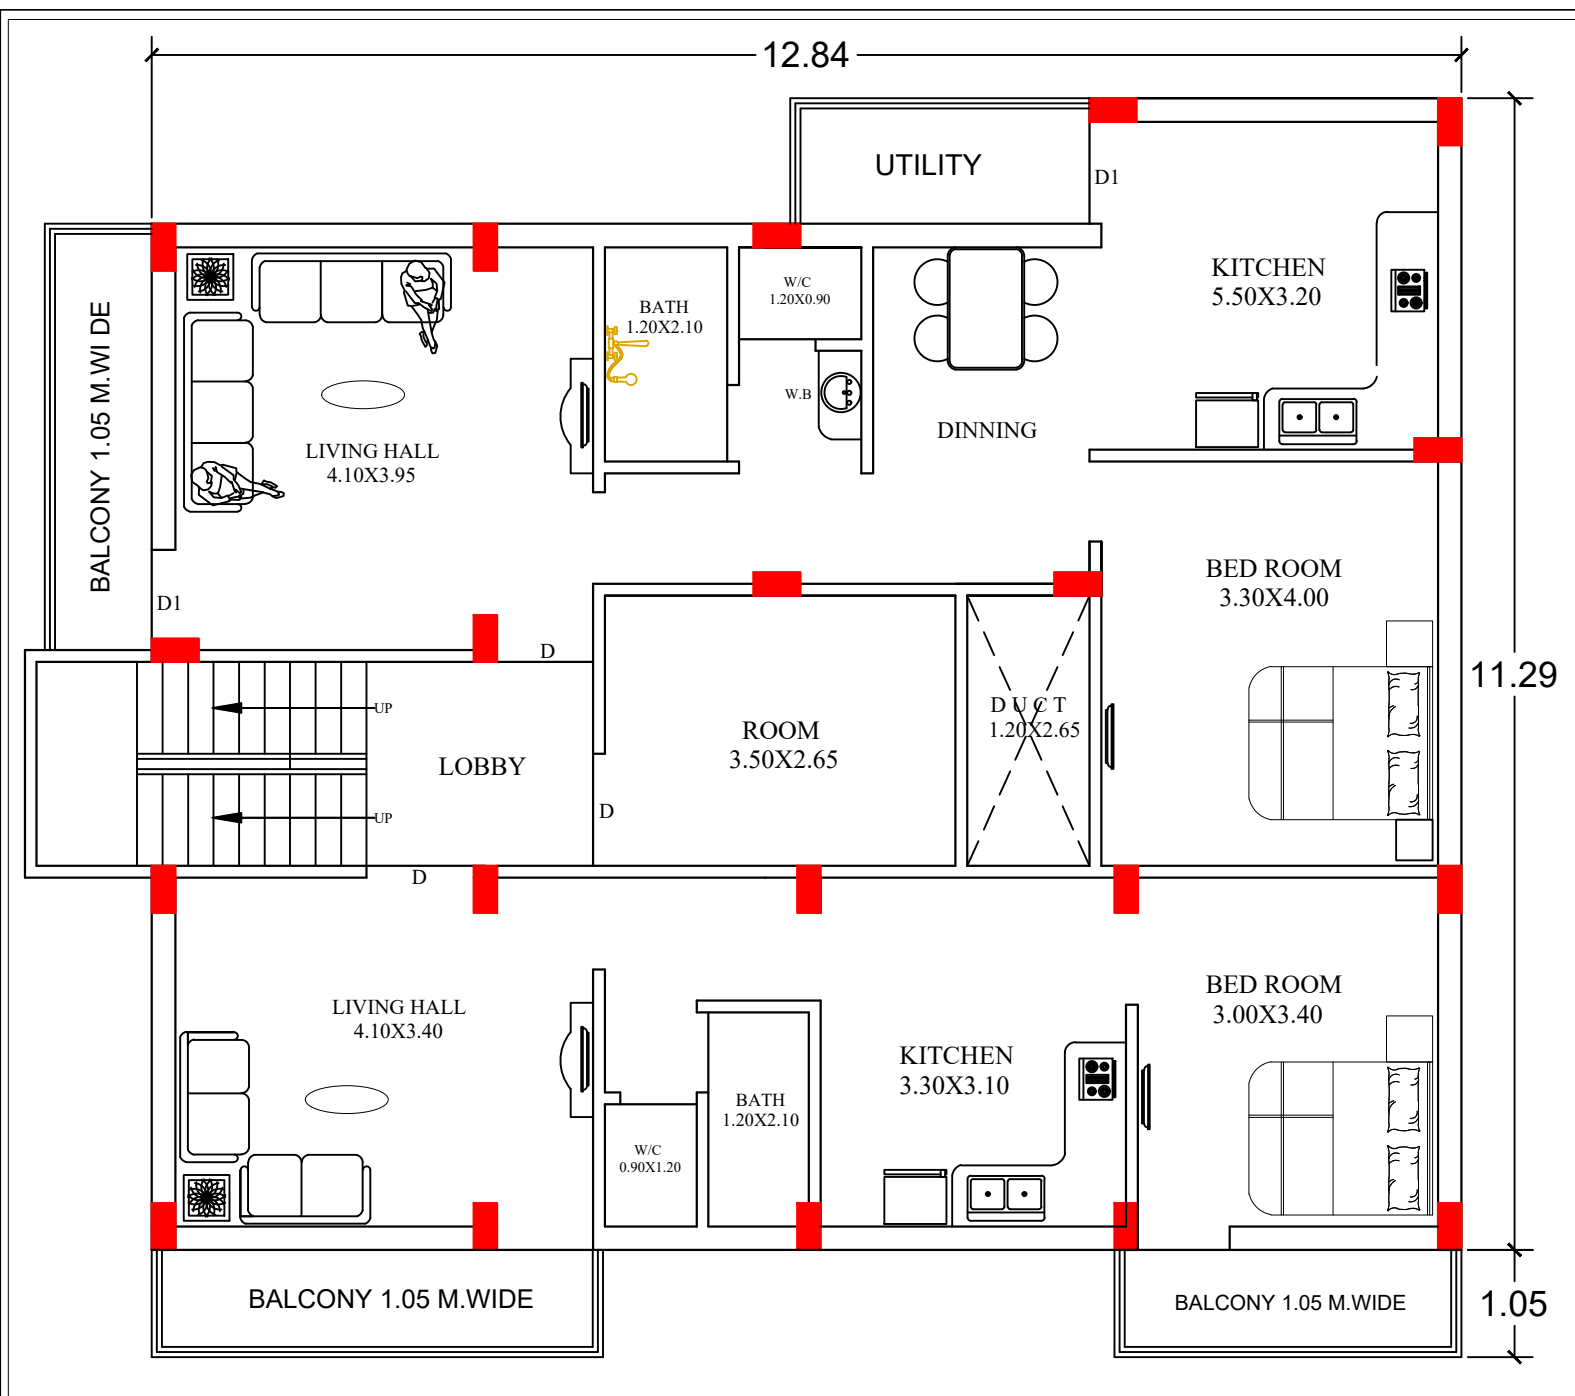 12.84
UTILITY
D1
KITCHEN
5.50X3.20
W/C
1.20X0.90
BATH
1.20X2.10
W.B
DINNING
LIVING HALL
4.10X3.95
BALCONY 1.05 M.WI DE
D1
BED ROOM
3.30X4.00
D
11.29
UP
D U C T
1.20X2.65
ROOM
3.50X2.65
LOBBY
D
UP
D
LIVING HALL
4.10X3.40
BED ROOM
3.00X3.40
KITCHEN
3.30X3.10
BATH
1.20X2.10
W/C
0.90X1.20
BALCONY 1.05 M.WIDE
BALCONY 1.05 M.WIDE
1.05